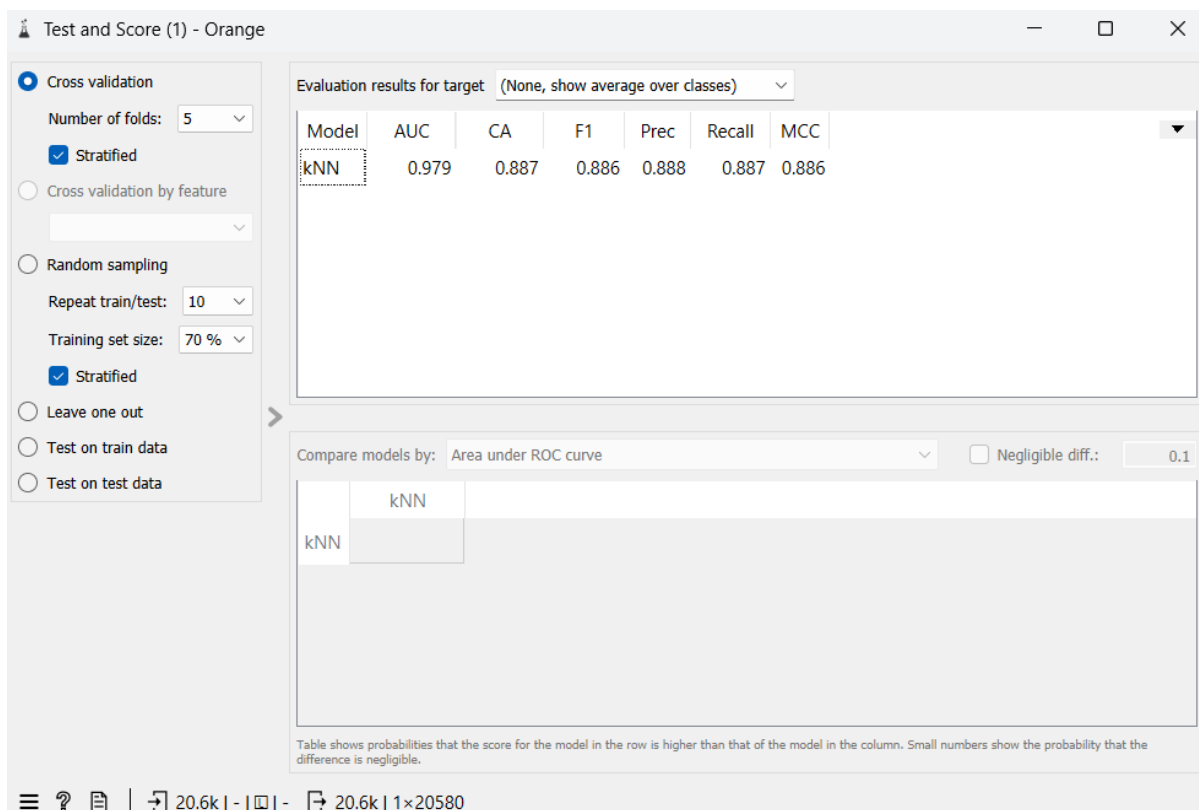 Test and Score (1) - Orange
Cross validation
Number of folds: 5
Stratified
Cross validation by feature
Random sampling
Repeat train/test: 10
Training set size: 70 %
Stratified
Leave one out
Test on train data
Test on test data
Evaluation results for target (None, show average over classes)
Model AUC CA F1 Prec Recall MCC
kNN 0.979 0.887 0.886 0.888 0.887 0.886
Compare models by: Area under ROC curve Negligible diff.: 0.1
kNN
kNN
Table shows probabilities that the score for the model in the row is higher than that of the model in the column. Small numbers show the probability that the
difference is negligible.
20.6k | - | - 20.6k | 1×20580